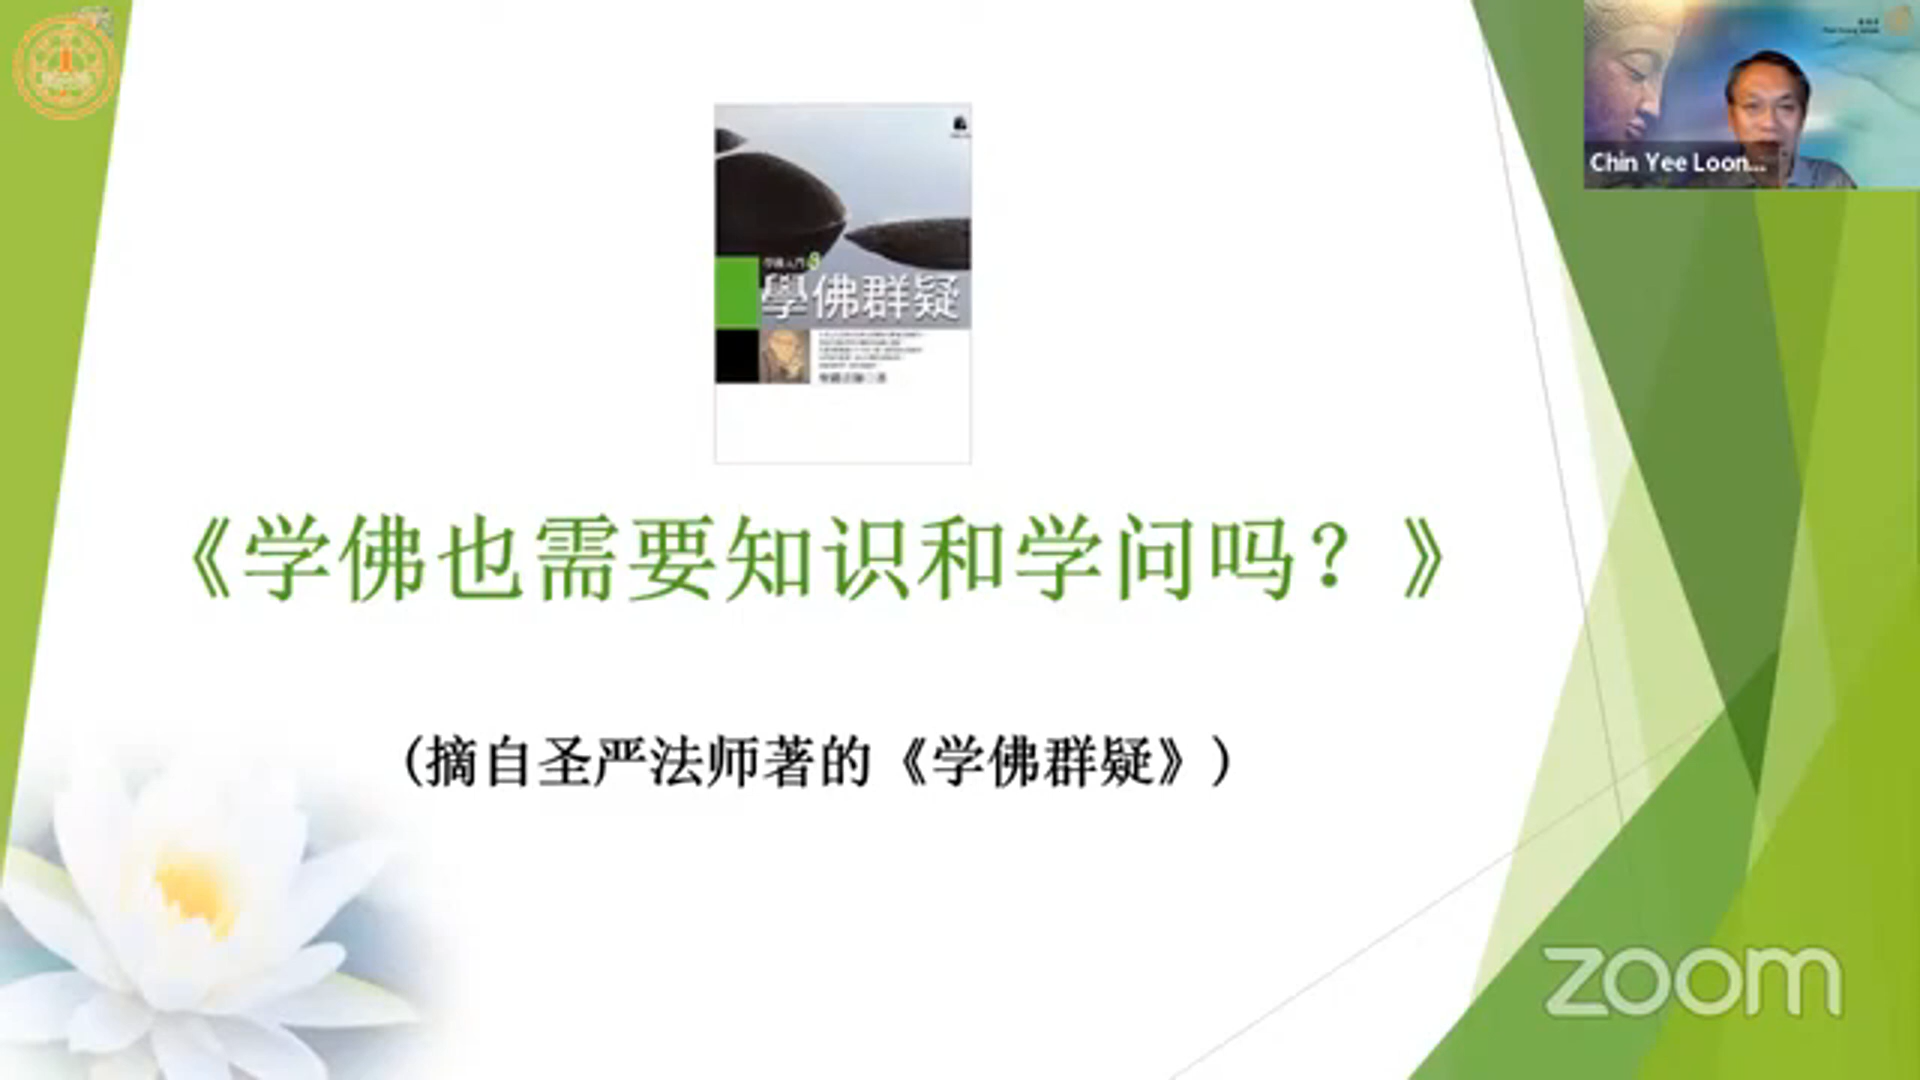 Chin Yee Loon...
學佛群疑
《学佛也需要知识和学问吗？》
(摘自圣严法师著的《学佛群疑》)
zoom